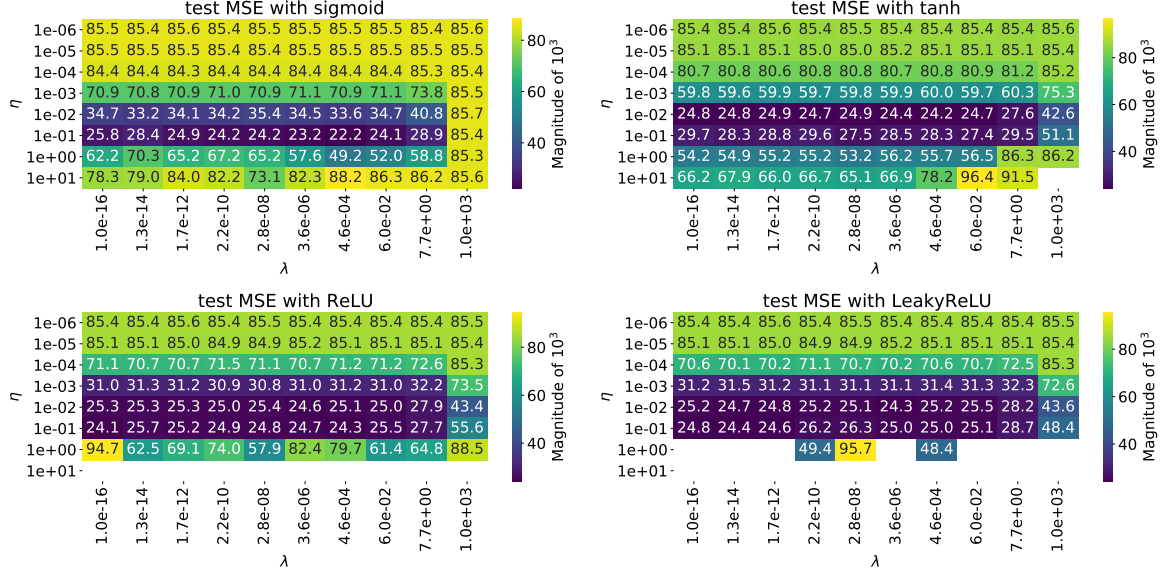 test MSE with sigmoid
η
1e-06 85.5 85.4 85.6 85.4 85.5 85.5 85.5 85.5 85.4 85.6
1e-05 85.5 85.5 85.5 85.5 85.5 85.5 85.5 85.5 85.5 85.5
1e-04 84.4 84.4 84.3 84.4 84.4 84.4 84.4 84.4 85.3 85.4
1e-03 70.9 70.8 70.9 71.0 70.9 71.1 70.9 71.1 73.8 85.5
1e-02 34.7 33.2 34.1 34.2 35.4 34.5 33.6 34.7 40.8 85.7
1e-01 25.8 28.4 24.9 24.2 24.2 23.2 22.2 24.1 28.9 85.4
1e+00 62.2 70.3 65.2 67.2 65.2 57.6 49.2 52.0 58.8 85.3
1e+01 78.3 79.0 84.0 82.2 73.1 82.3 88.2 86.3 86.2 85.6
1.0e-16 1.3e-14 1.7e-12 2.2e-10 2.8e-08 3.6e-06 4.6e-04 6.0e-02 7.7e+00 1.0e+03
λ
80
60
40
Magnitude of 10³
test MSE with tanh
η
1e-06 85.4 85.4 85.6 85.4 85.5 85.4 85.5 85.4 85.4 85.6
1e-05 85.1 85.1 85.1 85.0 85.0 85.2 85.1 85.1 85.1 85.4
1e-04 80.7 80.8 80.6 80.8 80.8 80.7 80.8 80.9 81.2 85.2
1e-03 59.8 59.6 59.9 59.7 59.8 59.9 60.0 59.7 60.3 75.3
1e-02 24.8 24.8 24.9 24.7 24.9 24.4 24.2 24.7 27.6 42.6
1e-01 29.7 28.3 28.8 29.6 27.5 28.5 28.3 27.4 29.5 51.1
1e+00 54.2 54.9 55.2 55.2 53.2 56.2 55.7 56.5 86.3 86.2
1e+01 66.2 67.9 66.0 66.7 65.1 66.9 78.2 96.4 91.5
1.0e-16 1.3e-14 1.7e-12 2.2e-10 2.8e-08 3.6e-06 4.6e-04 6.0e-02 7.7e+00 1.0e+03
λ
80
60
40
Magnitude of 10³
test MSE with ReLU
η
1e-06 85.4 85.4 85.6 85.4 85.5 85.5 85.4 85.4 85.4 85.5
1e-05 85.1 85.1 85.0 84.9 84.9 85.2 85.1 85.0 85.1 85.4
1e-04 71.1 70.7 70.7 71.5 71.1 70.7 71.2 71.2 72.6 85.3
1e-03 31.0 31.3 31.2 30.9 30.8 31.0 31.2 31.0 32.2 73.5
1e-02 25.3 25.3 25.3 25.0 25.4 24.6 25.1 25.0 27.9 43.4
1e-01 24.1 25.7 25.2 24.9 24.8 24.7 24.3 25.5 27.7 55.6
1e+00 94.7 62.5 69.1 74.0 57.9 82.4 79.7 61.4 64.8 88.5
1e+01
1.0e-16 1.3e-14 1.7e-12 2.2e-10 2.8e-08 3.6e-06 4.6e-04 6.0e-02 7.7e+00 1.0e+03
λ
80
60
40
Magnitude of 10³
test MSE with LeakyReLU
η
1e-06 85.4 85.4 85.6 85.4 85.5 85.5 85.4 85.4 85.4 85.5
1e-05 85.1 85.1 85.0 84.9 84.9 85.2 85.1 85.1 85.1 85.4
1e-04 70.6 70.1 70.2 71.2 70.7 70.2 70.6 70.7 72.5 85.3
1e-03 31.2 31.5 31.2 31.1 31.1 31.1 31.4 31.3 32.3 72.6
1e-02 25.2 24.7 24.8 25.2 25.1 24.3 25.2 25.1 28.2 43.6
1e-01 24.8 24.4 24.6 26.2 26.3 25.0 25.0 25.1 28.7 48.4
1e+00 49.4 95.7 48.4
1e+01
1.0e-16 1.3e-14 1.7e-12 2.2e-10 2.8e-08 3.6e-06 4.6e-04 6.0e-02 7.7e+00 1.0e+03
λ
80
60
40
Magnitude of 10³